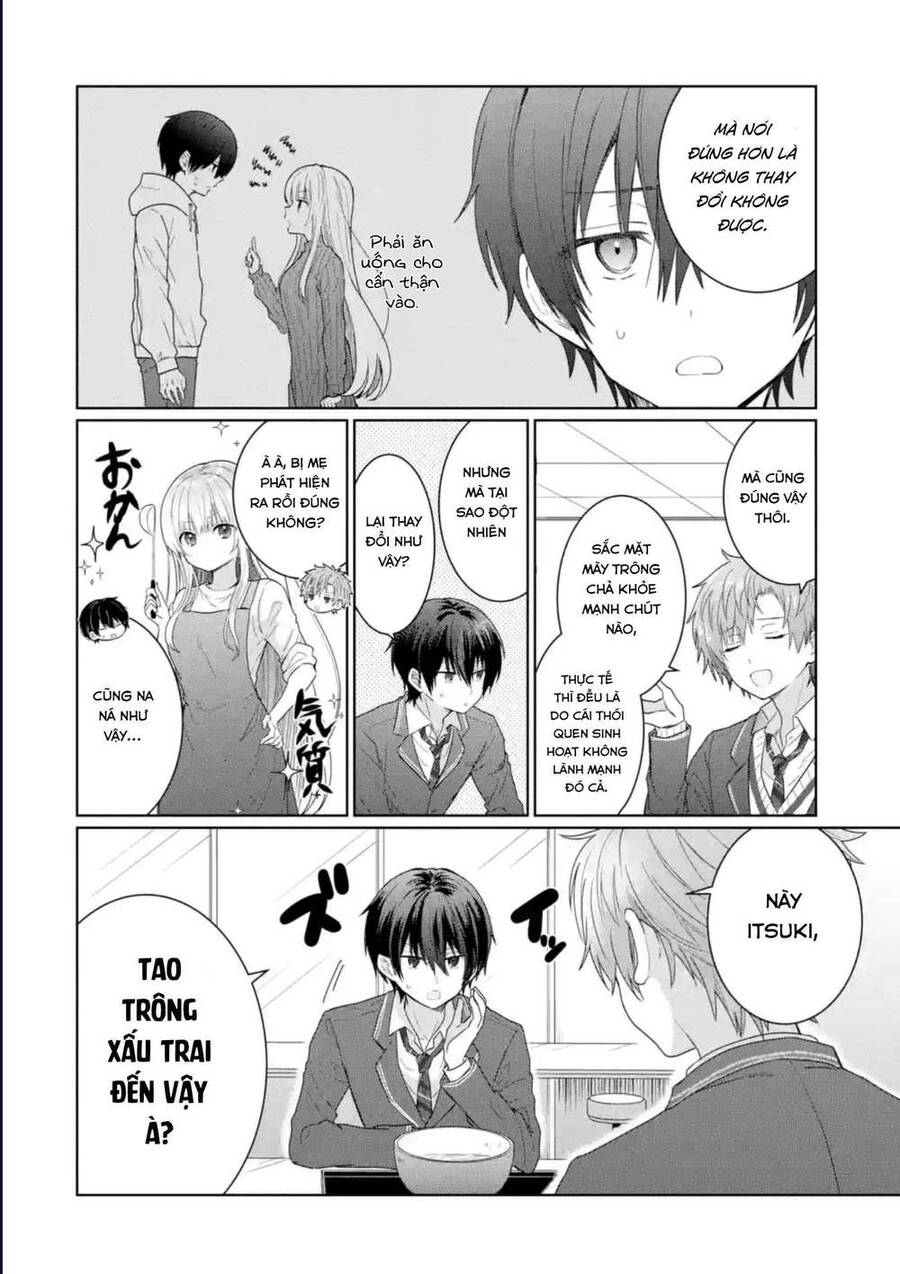 MÀ NÓI
ĐÚNG HƠN LÀ
KHÔNG THAY
ĐỔI KHÔNG
ĐƯỢC.
Phải ăn
uống cho
cẩn thận
vào.
MÀ CŨNG
ĐÚNG VẬY
THÔI.
SẮC MẶT
MÀY TRÔNG
CHẢ KHỎE
MẠNH CHÚT
NÀO,
THỰC TẾ
THÌ ĐỀU LÀ
DO CÁI THÓI
QUEN SINH
HOẠT KHÔNG
LÀNH MẠNH
ĐÓ CẢ.
NHƯNG
MÀ TẠI
SAO ĐỘT
NHIÊN
LẠI THAY
ĐỔI NHƯ
VẬY?
À À, BỊ MẸ
PHÁT HIỆN
RA RỒI ĐÚNG
KHÔNG?
おかん
気質
CŨNG NA
NÁ NHƯ
VẬY...
NÀY
ITSUKI,
ズイッ
TAO
TRÔNG
XẤU TRAI
ĐẾN VẬY
À?